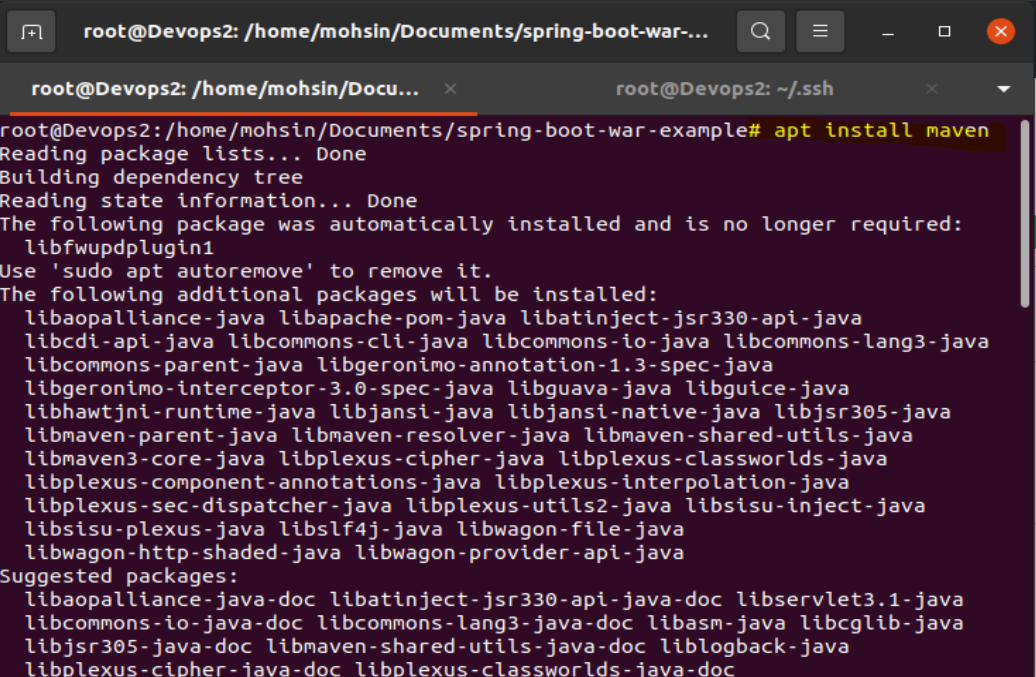 root@Devops2: /home/mohsin/Documents/spring-boot-war-...
root@Devops2: /home/mohsin/Docu...
root@Devops2: ~/.ssh
root@Devops2:/home/mohsin/Documents/spring-boot-war-example# apt install maven
Reading package lists... Done
Building dependency tree
Reading state information... Done
The following package was automatically installed and is no longer required:
  libfwupdplugin1
Use 'sudo apt autoremove' to remove it.
The following additional packages will be installed:
  libaopalliance-java libapache-pom-java libatinject-jsr330-api-java
  libcdi-api-java libcommons-cli-java libcommons-io-java libcommons-lang3-java
  libcommons-parent-java libgeronimo-annotation-1.3-spec-java
  libgeronimo-interceptor-3.0-spec-java libguava-java libguice-java
  libhawtjni-runtime-java libjansi-java libjansi-native-java libjsr305-java
  libmaven-parent-java libmaven-resolver-java libmaven-shared-utils-java
  libmaven3-core-java libplexus-cipher-java libplexus-classworlds-java
  libplexus-component-annotations-java libplexus-interpolation-java
  libplexus-sec-dispatcher-java libplexus-utils2-java libsisu-inject-java
  libsisu-plexus-java libslf4j-java libwagon-file-java
  libwagon-http-shaded-java libwagon-provider-api-java
Suggested packages:
  libaopalliance-java-doc libatinject-jsr330-api-java-doc libservlet3.1-java
  libcommons-io-java-doc libcommons-lang3-java-doc libasm-java libcglib-java
  libjsr305-java-doc libmaven-shared-utils-java-doc liblogback-java
  libplexus-cipher-java-doc libplexus-classworlds-java-doc